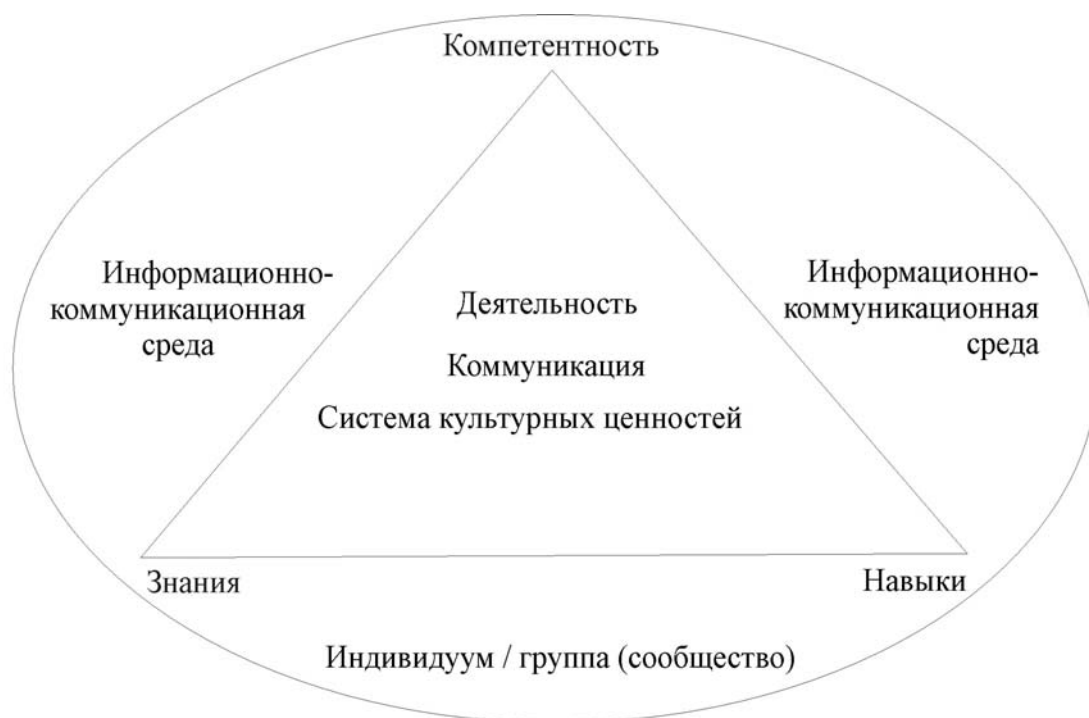 Компетентность
Информационно-
коммуникационная
среда
Информационно-
коммуникационная
среда
Деятельность
Коммуникация
Система культурных ценностей
Знания
Навыки
Индивидуум / группа (сообщество)